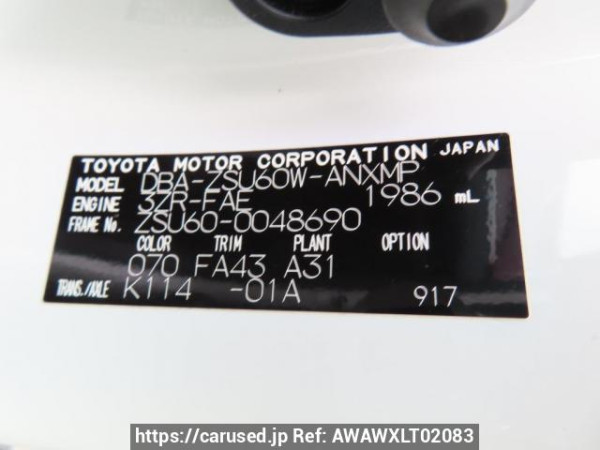 TOYOTA MOTOR CORPORATION JAPAN
MODEL DBA-ZSU60W-ANXMP
ENGINE 3ZR-FAE 1986 mL
FRAME No. ZSU60-0048690
COLOR TRIM PLANT OPTION
070 FA43 A31
TRANS./AXLE K114 -01A 917
https://carused.jp Ref: AWAWXLT02083